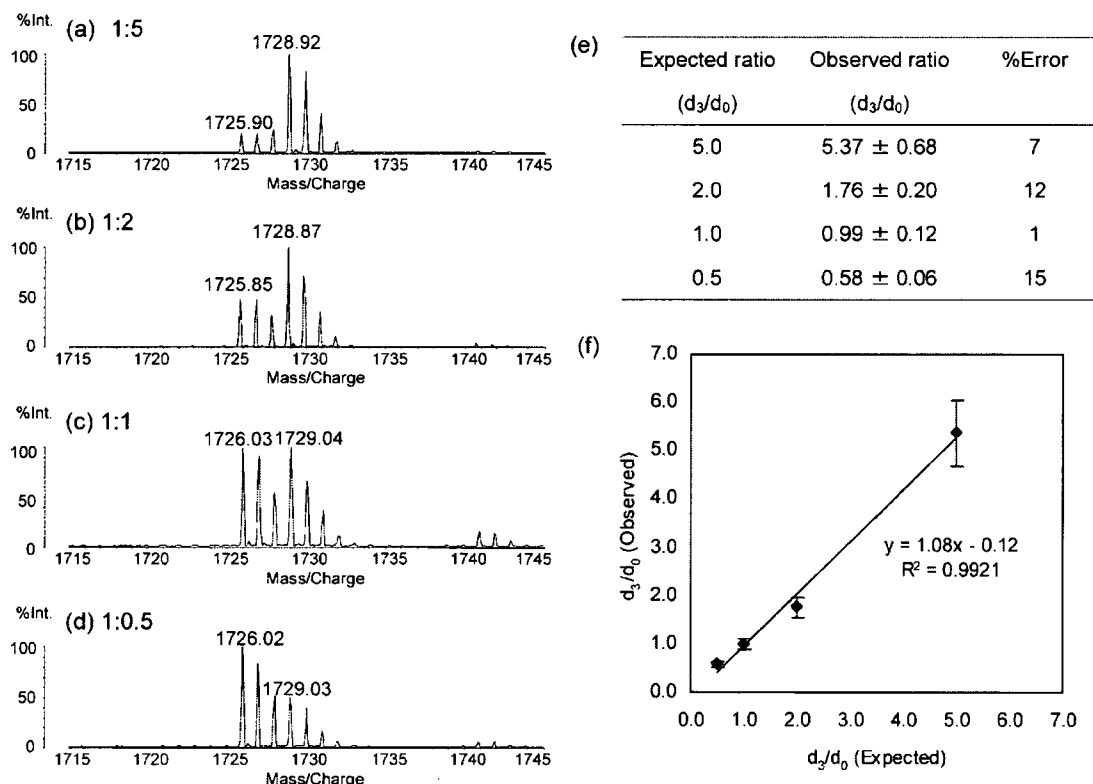 %Int.
(a) 1:5
1728.92
100
50
1725.90
0
1715 1720 1725 1730 1735 1740 1745
Mass/Charge
%Int.
(b) 1:2
1728.87
100
1725.85
50
0
1715 1720 1725 1730 1735 1740 1745
Mass/Charge
%Int.
(c) 1:1
1726.03 1729.04
100
50
0
1715 1720 1725 1730 1735 1740 1745
Mass/Charge
%Int.
(d) 1:0.5
1726.02
100
1729.03
50
0
1715 1720 1725 1730 1735 1740 1745
Mass/Charge
(e)
Expected ratio Observed ratio %Error
(d₃/d₀) (d₃/d₀)
5.0 5.37 ± 0.68 7
2.0 1.76 ± 0.20 12
1.0 0.99 ± 0.12 1
0.5 0.58 ± 0.06 15
(f)
7.0
6.0
5.0
4.0
3.0
2.0
1.0
0.0
d₃/d₀ (Observed)
y = 1.08x - 0.12
R² = 0.9921
0.0 1.0 2.0 3.0 4.0 5.0 6.0 7.0
d₃/d₀ (Expected)